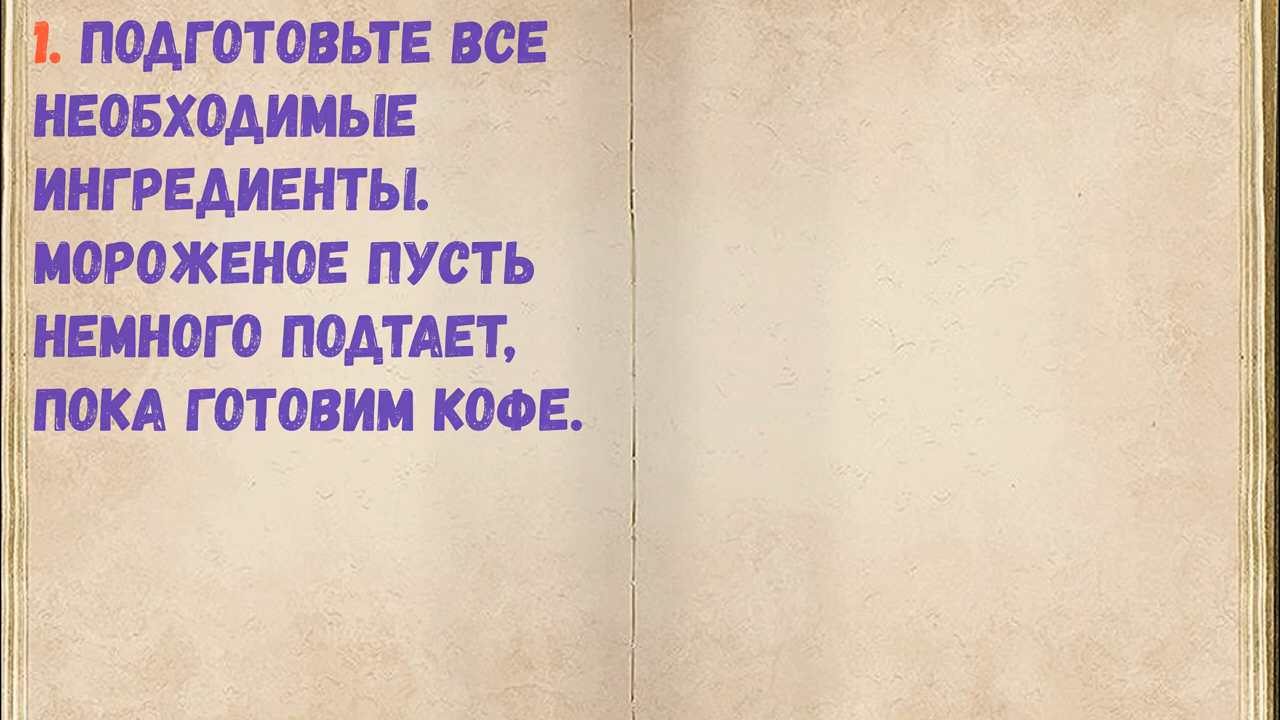 1. ПОДГОТОВЬТЕ ВСЕ
НЕОБХОДИМЫЕ
ИНГРЕДИЕНТЫ.
МОРОЖЕНОЕ ПУСТЬ
НЕМНОГО ПОДТАЕТ,
ПОКА ГОТОВИМ КОФЕ.